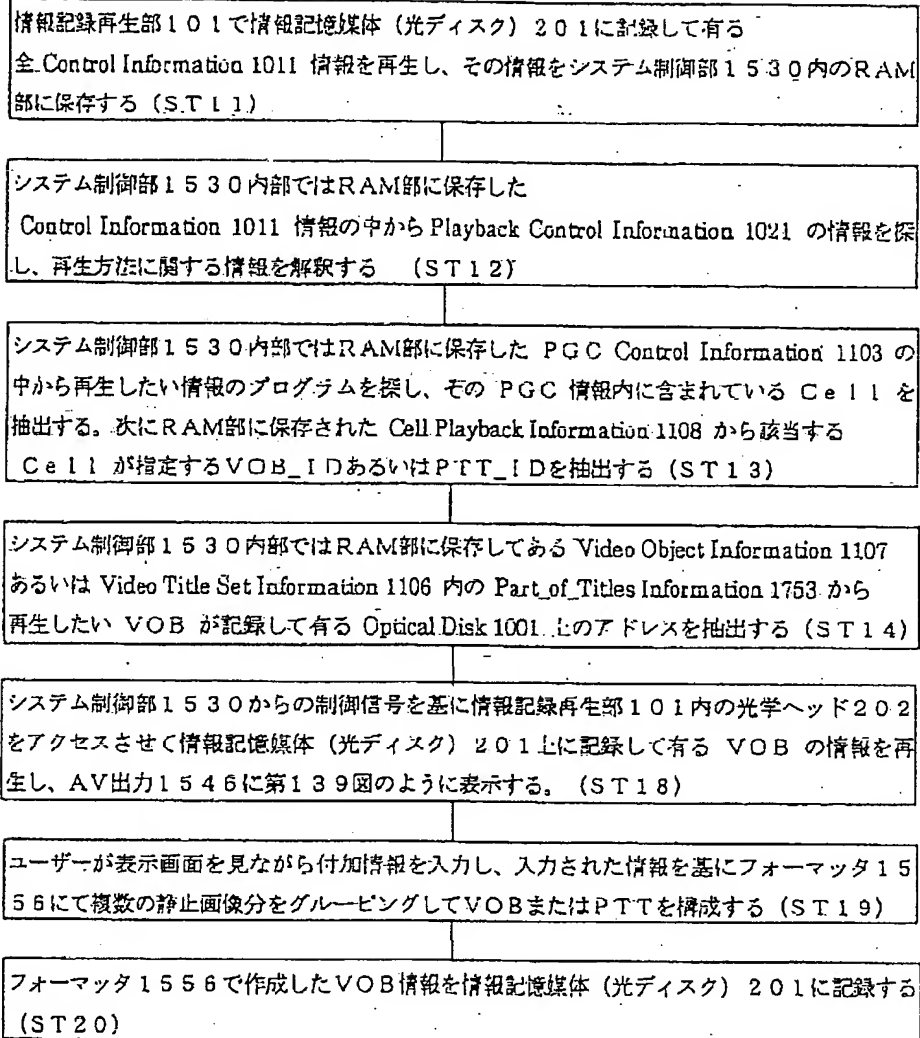 情報記録再生部101で情報記憶媒体（光ディスク）201に記録して有る
全 Control Information 1011 情報を再生し、その情報をシステム制御部1530内のRAM
部に保存する（ST11）
システム制御部1530内部ではRAM部に保存した
Control Information 1011 情報の中から Playback Control Information 1021 の情報を探
し、再生方法に関する情報を解釈する （ST12）
システム制御部1530内部ではRAM部に保存した PGC Control Information 1103 の
中から再生したい情報のプログラムを探し、その PGC 情報内に含まれている Cell を
抽出する。次にRAM部に保存された Cell Playback Information 1108 から該当する
Cell が指定するVOB_IDあるいはPTT_IDを抽出する（ST13）
システム制御部1530内部ではRAM部に保存してある Video Object Information 1107
あるいは Video Title Set Information 1106 内の Part_of_Titles Information 1753 から
再生したい VOB が記録して有る Optical Disk 1001 上のアドレスを抽出する（ST14）
システム制御部1530からの制御信号を基に情報記録再生部101内の光学ヘッド202
をアクセスさせて情報記憶媒体（光ディスク）201上に記録して有る VOB の情報を再
生し、AV出力1546に第139図のように表示する。（ST18）
ユーザーが表示画面を見ながら付加情報を入力し、入力された情報を基にフォーマッタ15
56にて複数の静止画像分をグルーピングしてVOBまたはPTTを構成する（ST19）
フォーマッタ1556で作成したVOB情報を情報記憶媒体（光ディスク）201に記録する
（ST20）